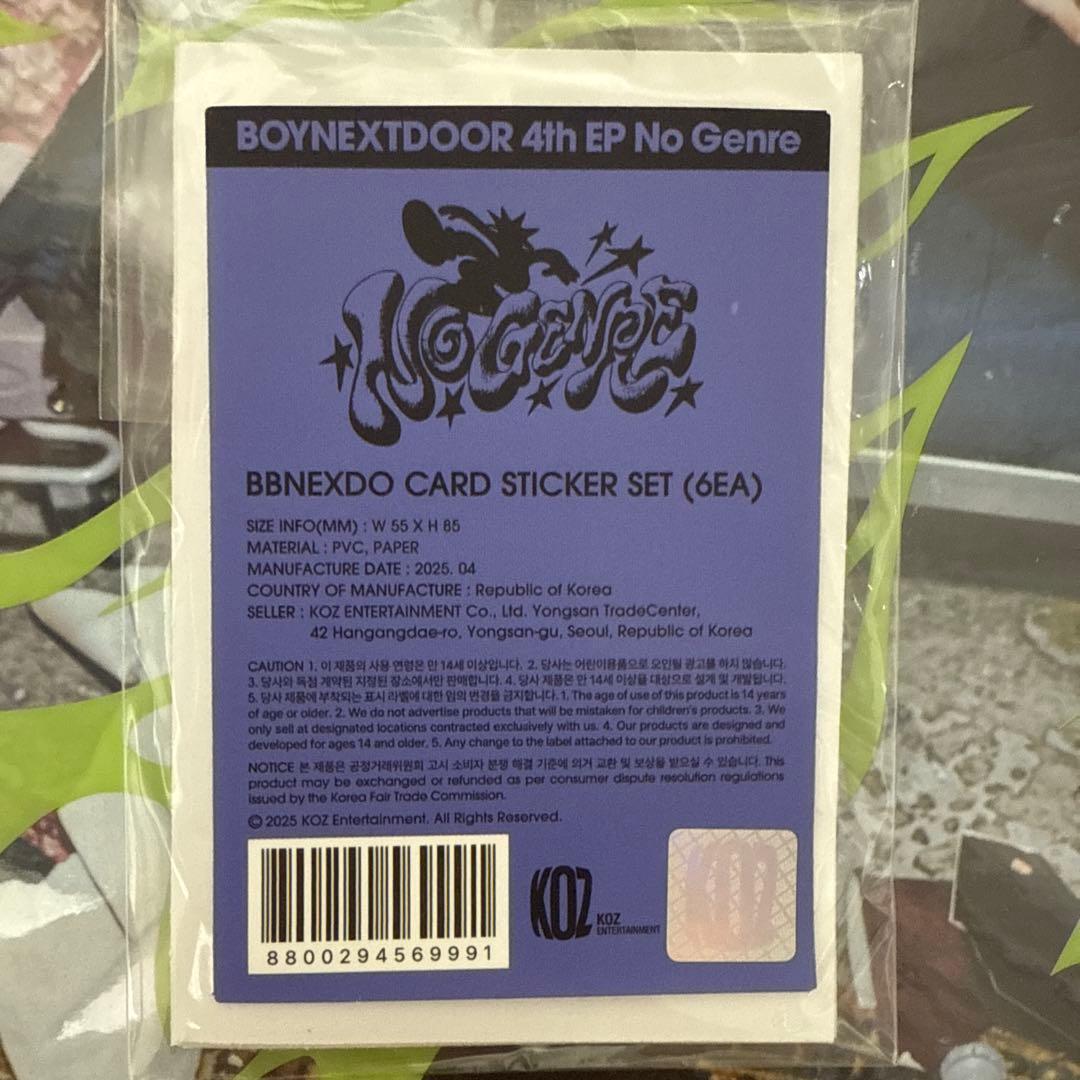 BOYNEXTDOOR 4th EP No Genre
NO GENRE
BBNEXDO CARD STICKER SET (6EA)
SIZE INFO(MM) : W 55 X H 85
MATERIAL : PVC, PAPER
MANUFACTURE DATE : 2025. 04
COUNTRY OF MANUFACTURE : Republic of Korea
SELLER : KOZ ENTERTAINMENT Co., Ltd. Yongsan TradeCenter,
42 Hangangdae-ro, Yongsan-gu, Seoul, Republic of Korea
CAUTION 1. 이 제품의 사용 연령은 만 14세 이상입니다. 2. 당사는 어린이용품으로 오인될 광고를 하지 않습니다.
3. 당사와 독점 계약된 지정된 장소에서만 판매합니다. 4. 당사 제품은 만 14세 이상을 대상으로 설계 및 개발됩니다.
5. 당사 제품에 부착되는 표시 라벨에 대한 임의 변경을 금지합니다. 1. The age of use of this product is 14 years
of age or older. 2. We do not advertise products that will be mistaken for children's products. 3. We
only sell at designated locations contracted exclusively with us. 4. Our products are designed and
developed for ages 14 and older. 5. Any change to the label attached to our product is prohibited.
NOTICE 본 제품은 공정거래위원회 고시 소비자 분쟁 해결 기준에 의거 교환 및 보상을 받으실 수 있습니다. This
product may be exchanged or refunded as per consumer dispute resolution regulations
issued by the Korea Fair Trade Commission.
© 2025 KOZ Entertainment. All Rights Reserved.
8800294569991
KOZ
KOZ
ENTERTAINMENT